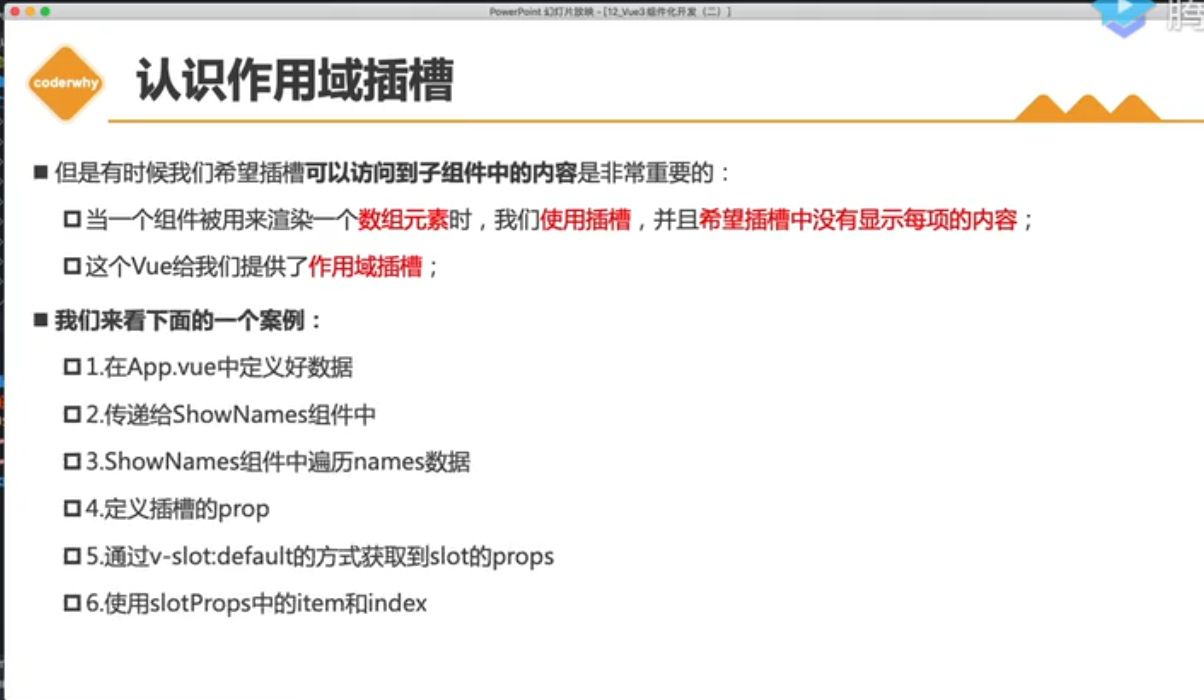 PowerPoint 幻灯片放映 - [12_Vue3组件化开发（二）]
腾
coderwhy
认识作用域插槽
但是有时候我们希望插槽可以访问到子组件中的内容是非常重要的：
当一个组件被用来渲染一个数组元素时，我们使用插槽，并且希望插槽中没有显示每项的内容；
这个Vue给我们提供了作用域插槽；
我们来看下面的一个案例：
1.在App.vue中定义好数据
2.传递给ShowNames组件中
3.ShowNames组件中遍历names数据
4.定义插槽的prop
5.通过v-slot:default的方式获取到slot的props
6.使用slotProps中的item和index